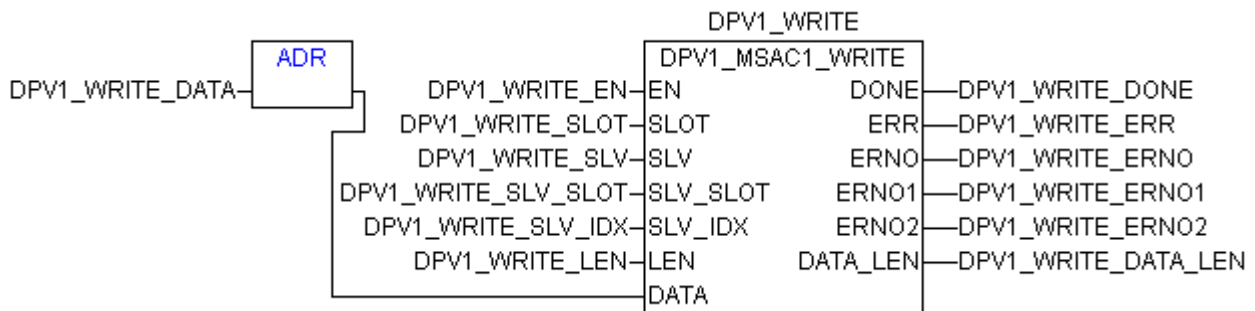 DPV1_WRITE
ADR DPV1_MSAC1_WRITE
DPV1_WRITE_DATA DPV1_WRITE_EN EN DONE DPV1_WRITE_DONE
DPV1_WRITE_SLOT SLOT ERR DPV1_WRITE_ERR
DPV1_WRITE_SLV SLV ERNO DPV1_WRITE_ERNO
DPV1_WRITE_SLV_SLOT SLV_SLOT ERNO1 DPV1_WRITE_ERNO1
DPV1_WRITE_SLV_IDX SLV_IDX ERNO2 DPV1_WRITE_ERNO2
DPV1_WRITE_LEN LEN DATA_LEN DPV1_WRITE_DATA_LEN
DATA